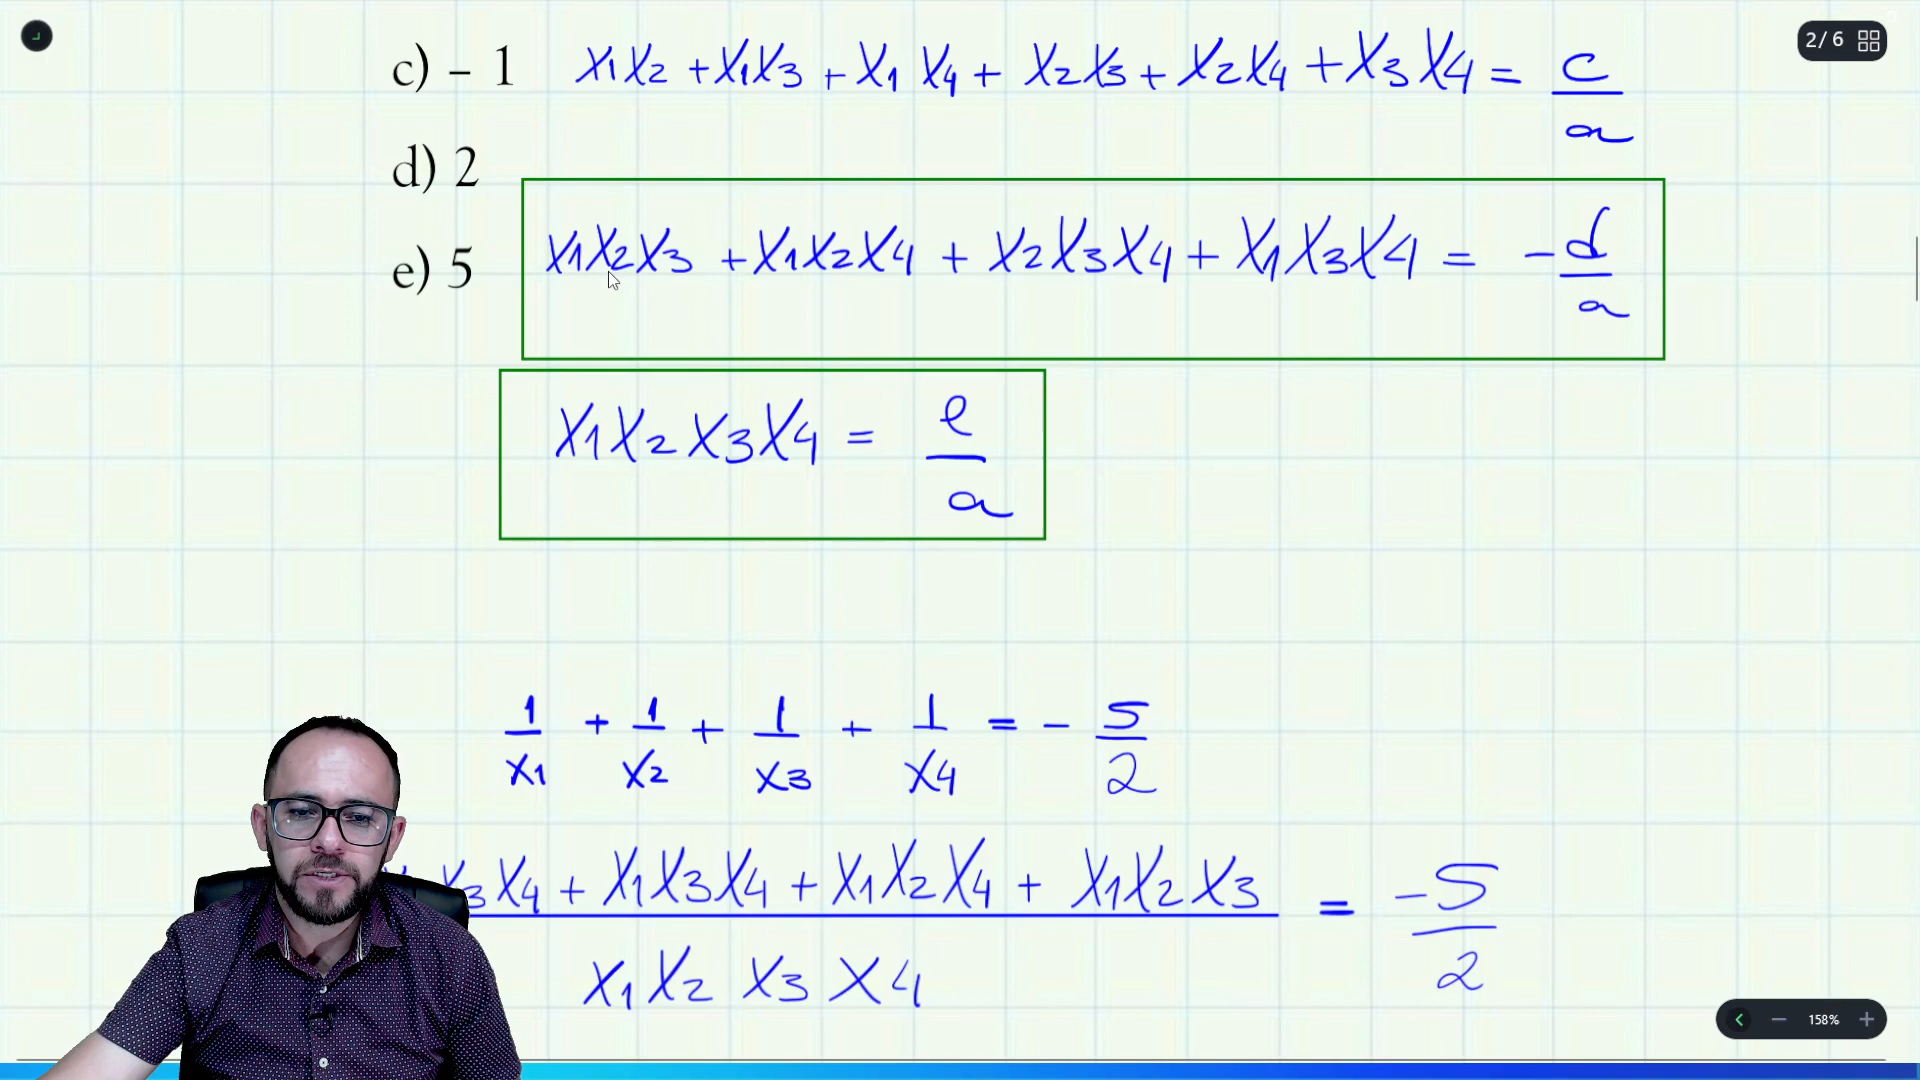 2/6
c) – 1 x1x2 + x1x3 + x1x4 + x2x3 + x2x4 + x3x4 = c/a
d) 2
e) 5 x1x2x3 + x1x2x4 + x2x3x4 + x1x3x4 = -d/a
x1x2x3x4 = e/a
1/x1 + 1/x2 + 1/x3 + 1/x4 = - 5/2
3x4 + x1x3x4 + x1x2x4 + x1x2x3 = -5
x1x2x3x4 2
158%